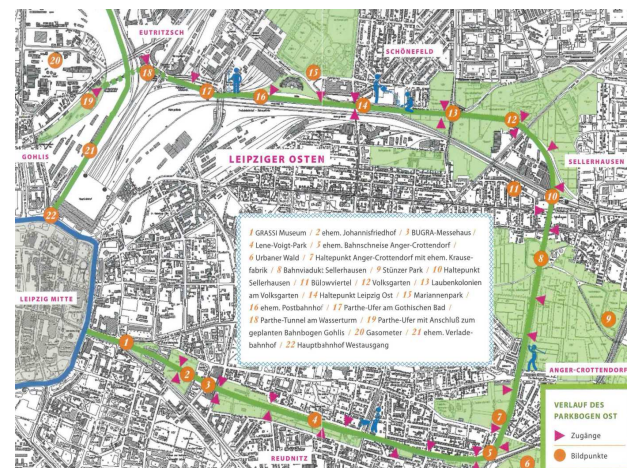 EUTRITZSCH
SCHÖNEFELD
20
18
15
19
17
16
14
13
12
21
GOHLIS
LEIPZIGER OSTEN
SELLERHAUSEN
11
10
22
1 GRASSI Museum / 2 ehem. Johannisfriedhof / 3 BUGRA-Messehaus /
4 Lene-Voigt-Park / 5 ehem. Bahnschneise Anger-Crottendorf /
6 Urbaner Wald / 7 Haltepunkt Anger-Crottendorf mit ehem. Krause-
fabrik / 8 Bahnviadukt Sellerhausen / 9 Stünzer Park / 10 Haltepunkt
Sellerhausen / 11 Bülowviertel / 12 Volksgarten / 13 Laubenkolonien
am Volksgarten / 14 Haltepunkt Leipzig Ost / 15 Mariannenpark /
16 ehem. Postbahnhof / 17 Parthe-Ufer am Gothischen Bad /
18 Parthe-Tunnel am Wasserturm / 19 Parthe-Ufer mit Anschluß zum
geplanten Bahnbogen Gohlis / 20 Gasometer / 21 ehem. Verlade-
bahnhof / 22 Hauptbahnhof Westausgang
8
LEIPZIG MITTE
9
1
2
3
ANGER-CROTTENDORF
4
7
REUDNITZ
5
6
VERLAUF DES
PARKBOGEN OST
Zugänge
Bildpunkte